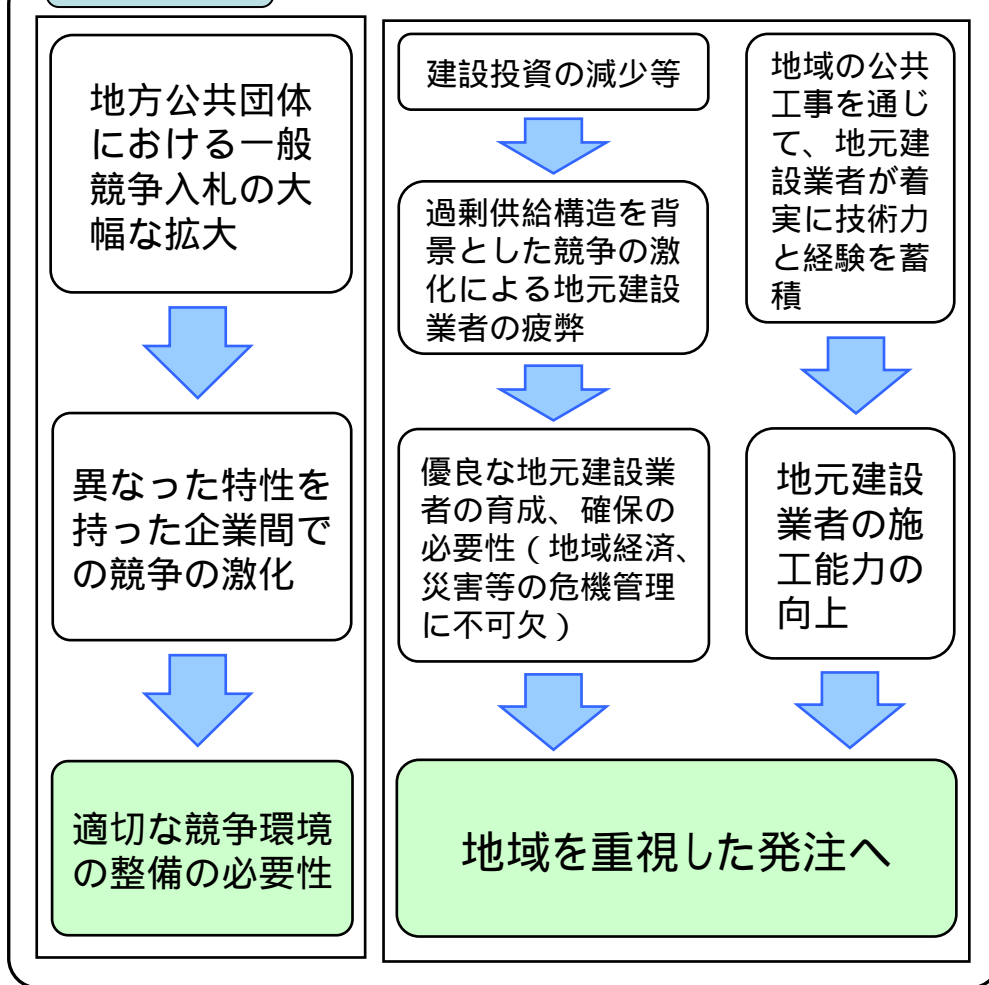 地方公共団体
における一般
競争入札の大
幅な拡大
異なった特性を
持った企業間で
の競争の激化
適切な競争環境
の整備の必要性
建設投資の減少等
過剰供給構造を背
景とした競争の激
化による地元建設
業者の疲弊
優良な地元建設業
者の育成、確保の
必要性（地域経済、
災害等の危機管理
に不可欠）
地域の公共
工事を通じ
て、地元建
設業者が着
実に技術力
と経験を蓄
積
地元建設
業者の施
工能力の
向上
地域を重視した発注へ